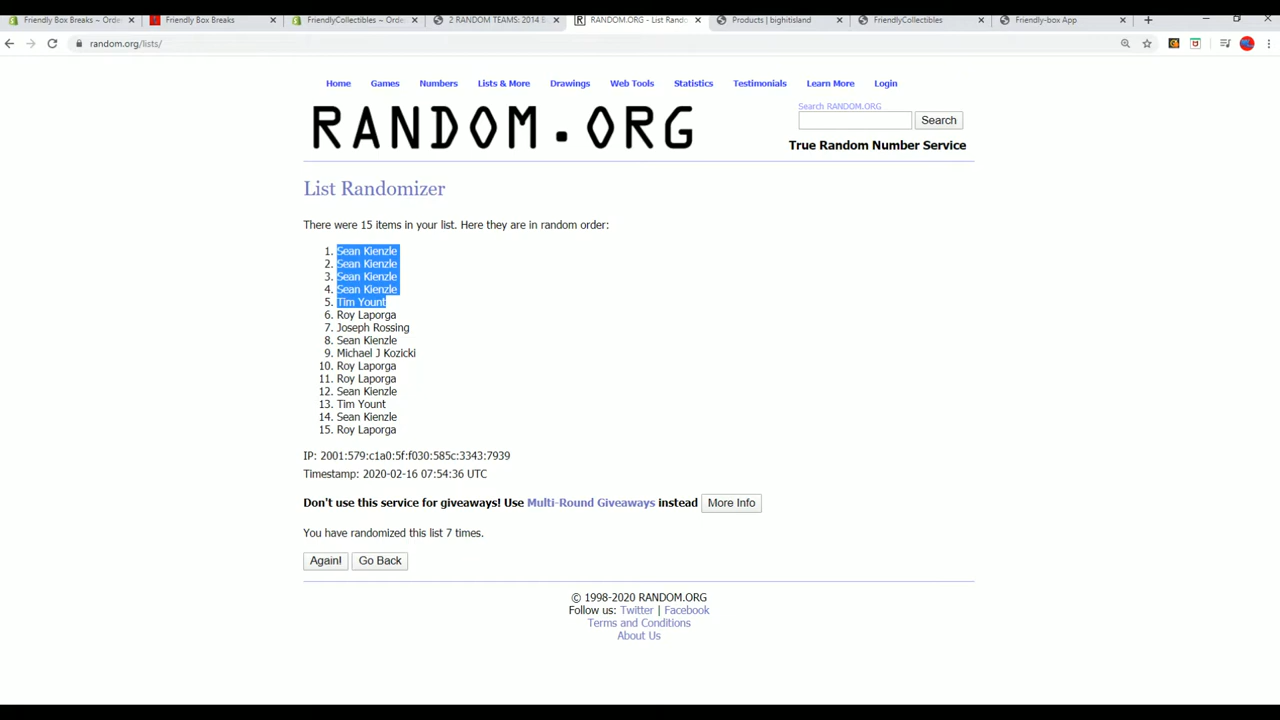 Friendly Box Breaks ~ Orde
Friendly Box Breaks
FriendlyCollectibles ~ Orde
2 RANDOM TEAMS: 2014
RANDOM.ORG - List Rando
Products | bighitisland
FriendlyCollectibles
Friendly-box App
random.org/lists/
Home
Games
Numbers
Lists & More
Drawings
Web Tools
Statistics
Testimonials
Learn More
Login
RANDOM.ORG
Search RANDOM.ORG
Search
True Random Number Service
List Randomizer
There were 15 items in your list. Here they are in random order:
1. Sean Kienzle
2. Sean Kienzle
3. Sean Kienzle
4. Sean Kienzle
5. Tim Yount
6. Roy Laporga
7. Joseph Rossing
8. Sean Kienzle
9. Michael J Kozicki
10. Roy Laporga
11. Roy Laporga
12. Sean Kienzle
13. Tim Yount
14. Sean Kienzle
15. Roy Laporga
IP: 2001:579:c1a0:5f:f030:585c:3343:7939
Timestamp: 2020-02-16 07:54:36 UTC
Don't use this service for giveaways! Use Multi-Round Giveaways instead More Info
You have randomized this list 7 times.
Again! Go Back
© 1998-2020 RANDOM.ORG
Follow us: Twitter | Facebook
Terms and Conditions
About Us